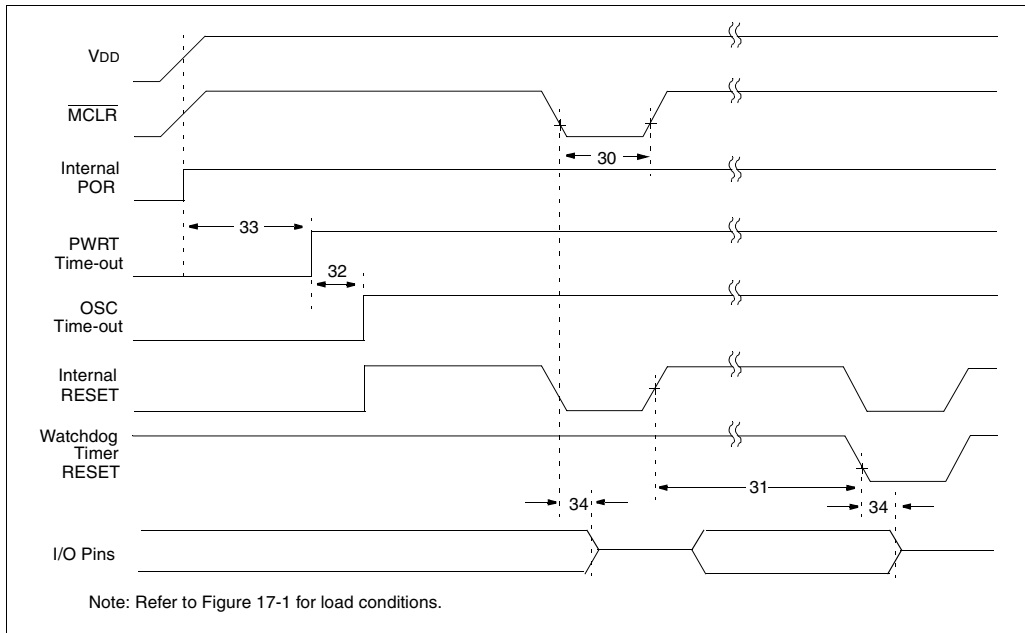 VDD
MCLR
30
Internal
POR
33
PWRT
Time-out
32
OSC
Time-out
Internal
RESET
Watchdog
Timer
RESET
31
34
34
I/O Pins
Note: Refer to Figure 17-1 for load conditions.